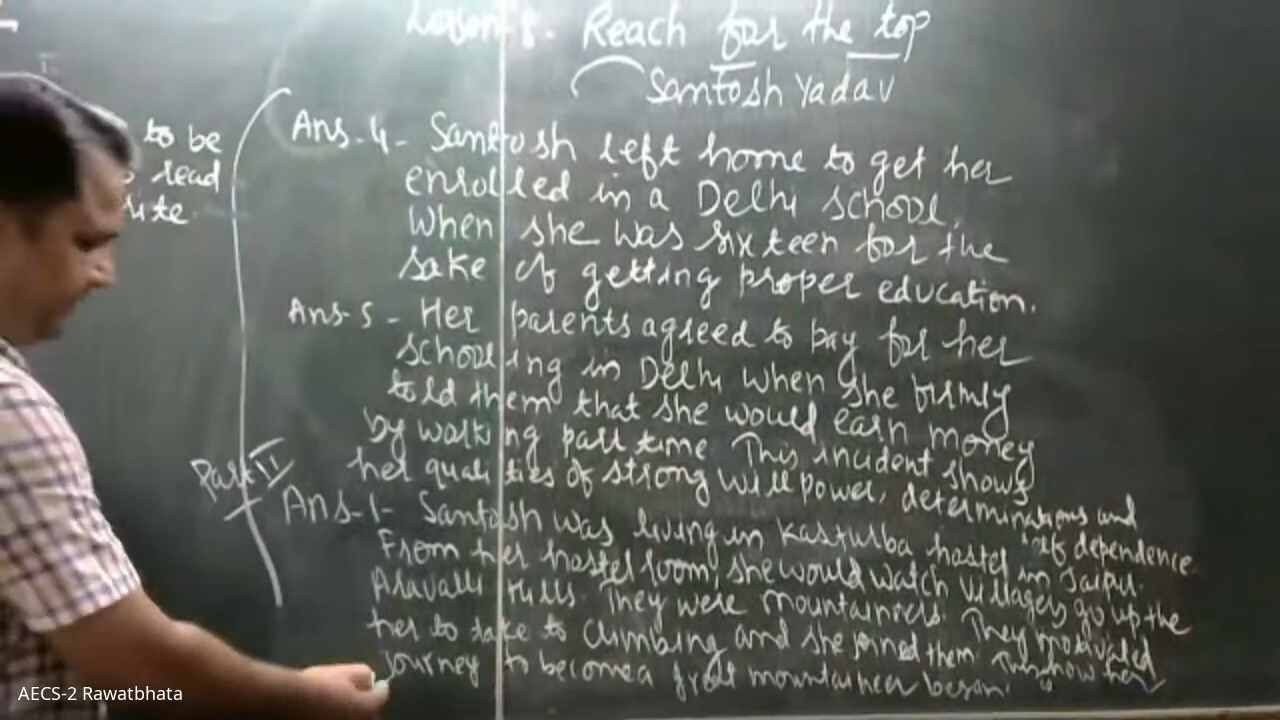 Lesson 8. Reach for the top
Santosh Yadav
to be
lead
Ans-4- Santosh left home to get her
enrolled in a Delhi school.
When she was sixteen for the
sake of getting proper education.
Ans-5- Her parents agreed to pay for her
schooling in Delhi when she firmly
told them that she would earn money
by working part time. This incident shows
her qualities of strong will power, determinations and
self dependence
Part II
Ans-1- Santosh was living in Kasturba hostel in Jaipur.
From her hostel room, she would watch villagers go up the
Aravalli Hills. They were mountaineers. They motivated
her to take to climbing and she joined them. This how her
journey to become a great mountaineer began.
AECS-2 Rawatbhata